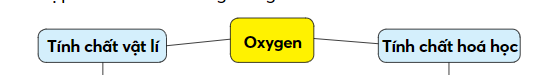 Tính chất vật lí
Oxygen
Tính chất hoá học